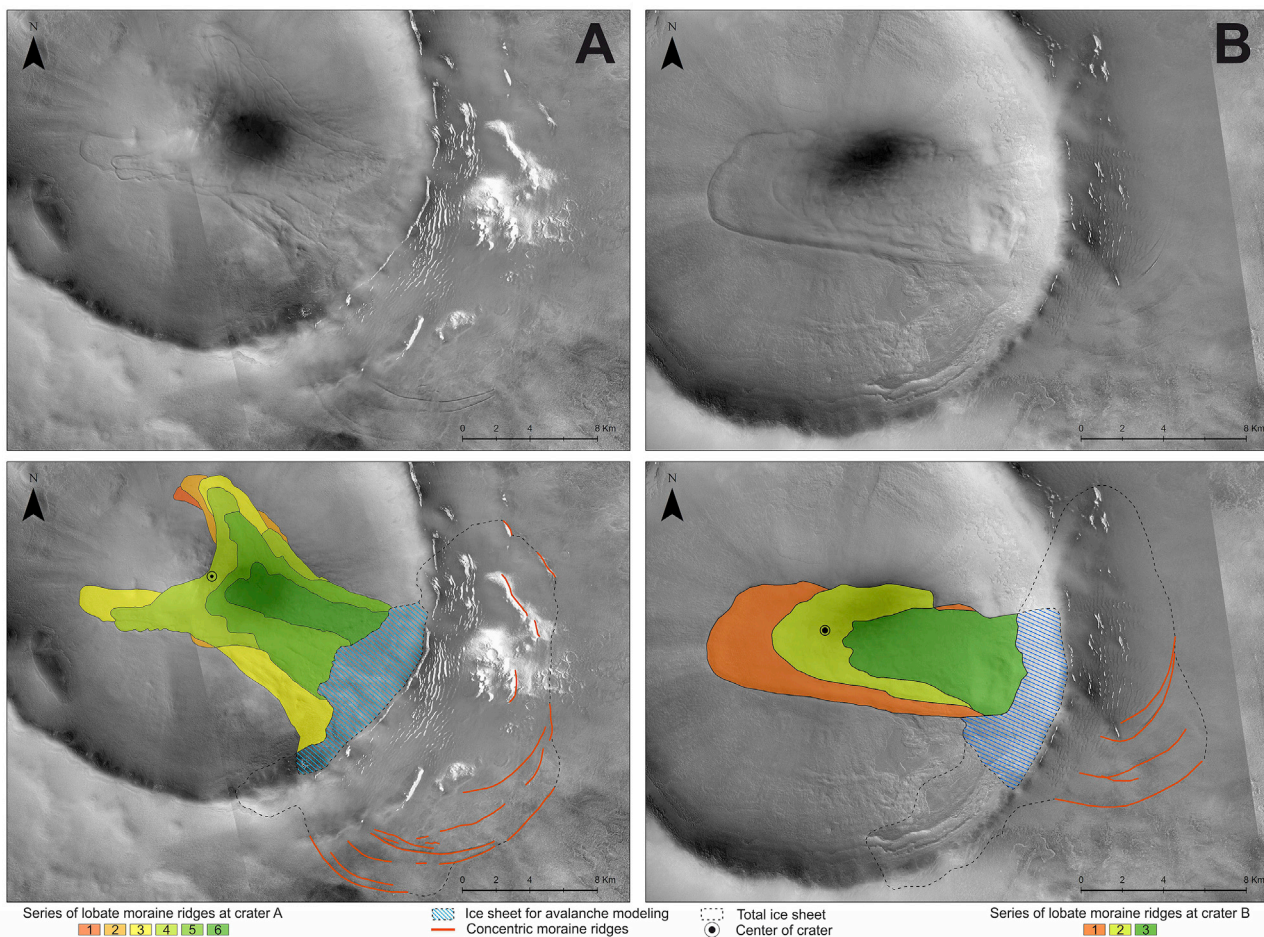 N
A
0 2 4 8 Km
N
B
0 2 4 8 Km
N
0 2 4 8 Km
N
0 2 4 8 Km
Series of lobate moraine ridges at crater A
1 2 3 4 5 6
Ice sheet for avalanche modeling
Concentric moraine ridges
Total ice sheet
Center of crater
Series of lobate moraine ridges at crater B
1 2 3